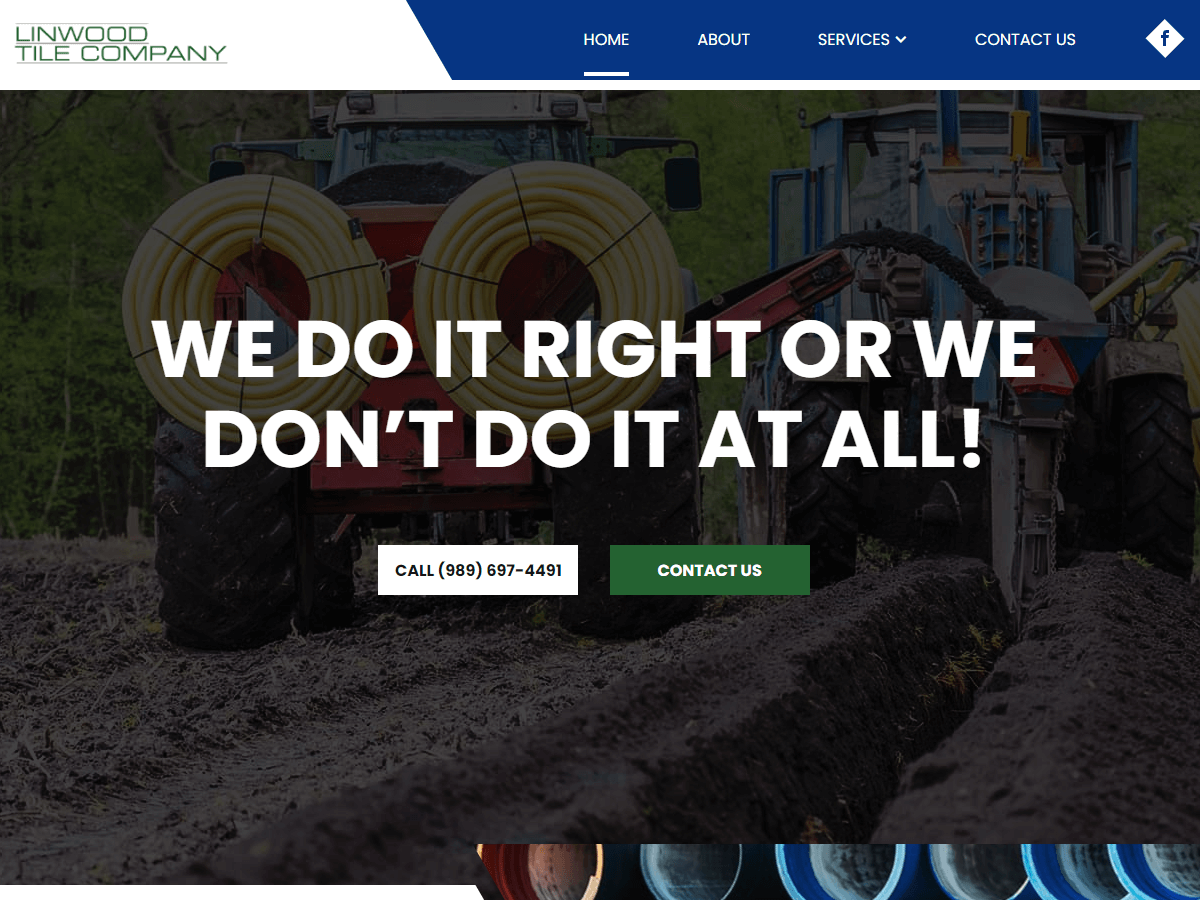 LINWOOD
TILE COMPANY
HOME
ABOUT
SERVICES
CONTACT US
f
WE DO IT RIGHT OR WE
DON’T DO IT AT ALL!
CALL (989) 697-4491
CONTACT US